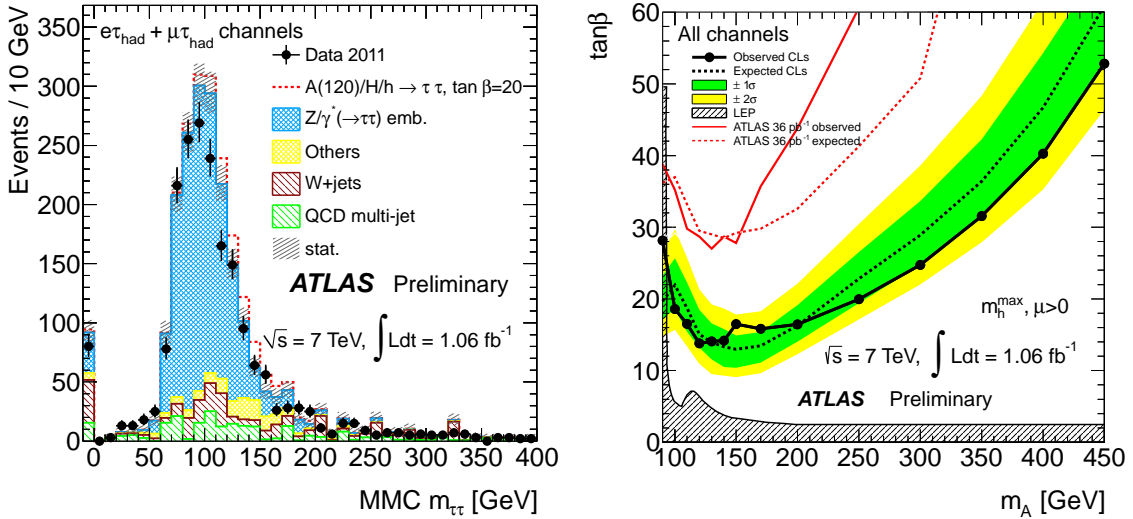 Events / 10 GeV
eτhad + μτhad channels
Data 2011
A(120)/H/h → τ τ, tan β=20
Z/γ*(→ττ) emb.
Others
W+jets
QCD multi-jet
stat.
ATLAS Preliminary
√s = 7 TeV, ∫ Ldt = 1.06 fb⁻¹
350
300
250
200
150
100
50
0
0 50 100 150 200 250 300 350 400
MMC mττ [GeV]
tanβ
All channels
Observed CLs
Expected CLs
± 1σ
± 2σ
LEP
ATLAS 36 pb⁻¹ observed
ATLAS 36 pb⁻¹ expected
mhmax, μ>0
√s = 7 TeV, ∫ Ldt = 1.06 fb⁻¹
ATLAS Preliminary
60
50
40
30
20
10
0
100 150 200 250 300 350 400 450
mA [GeV]